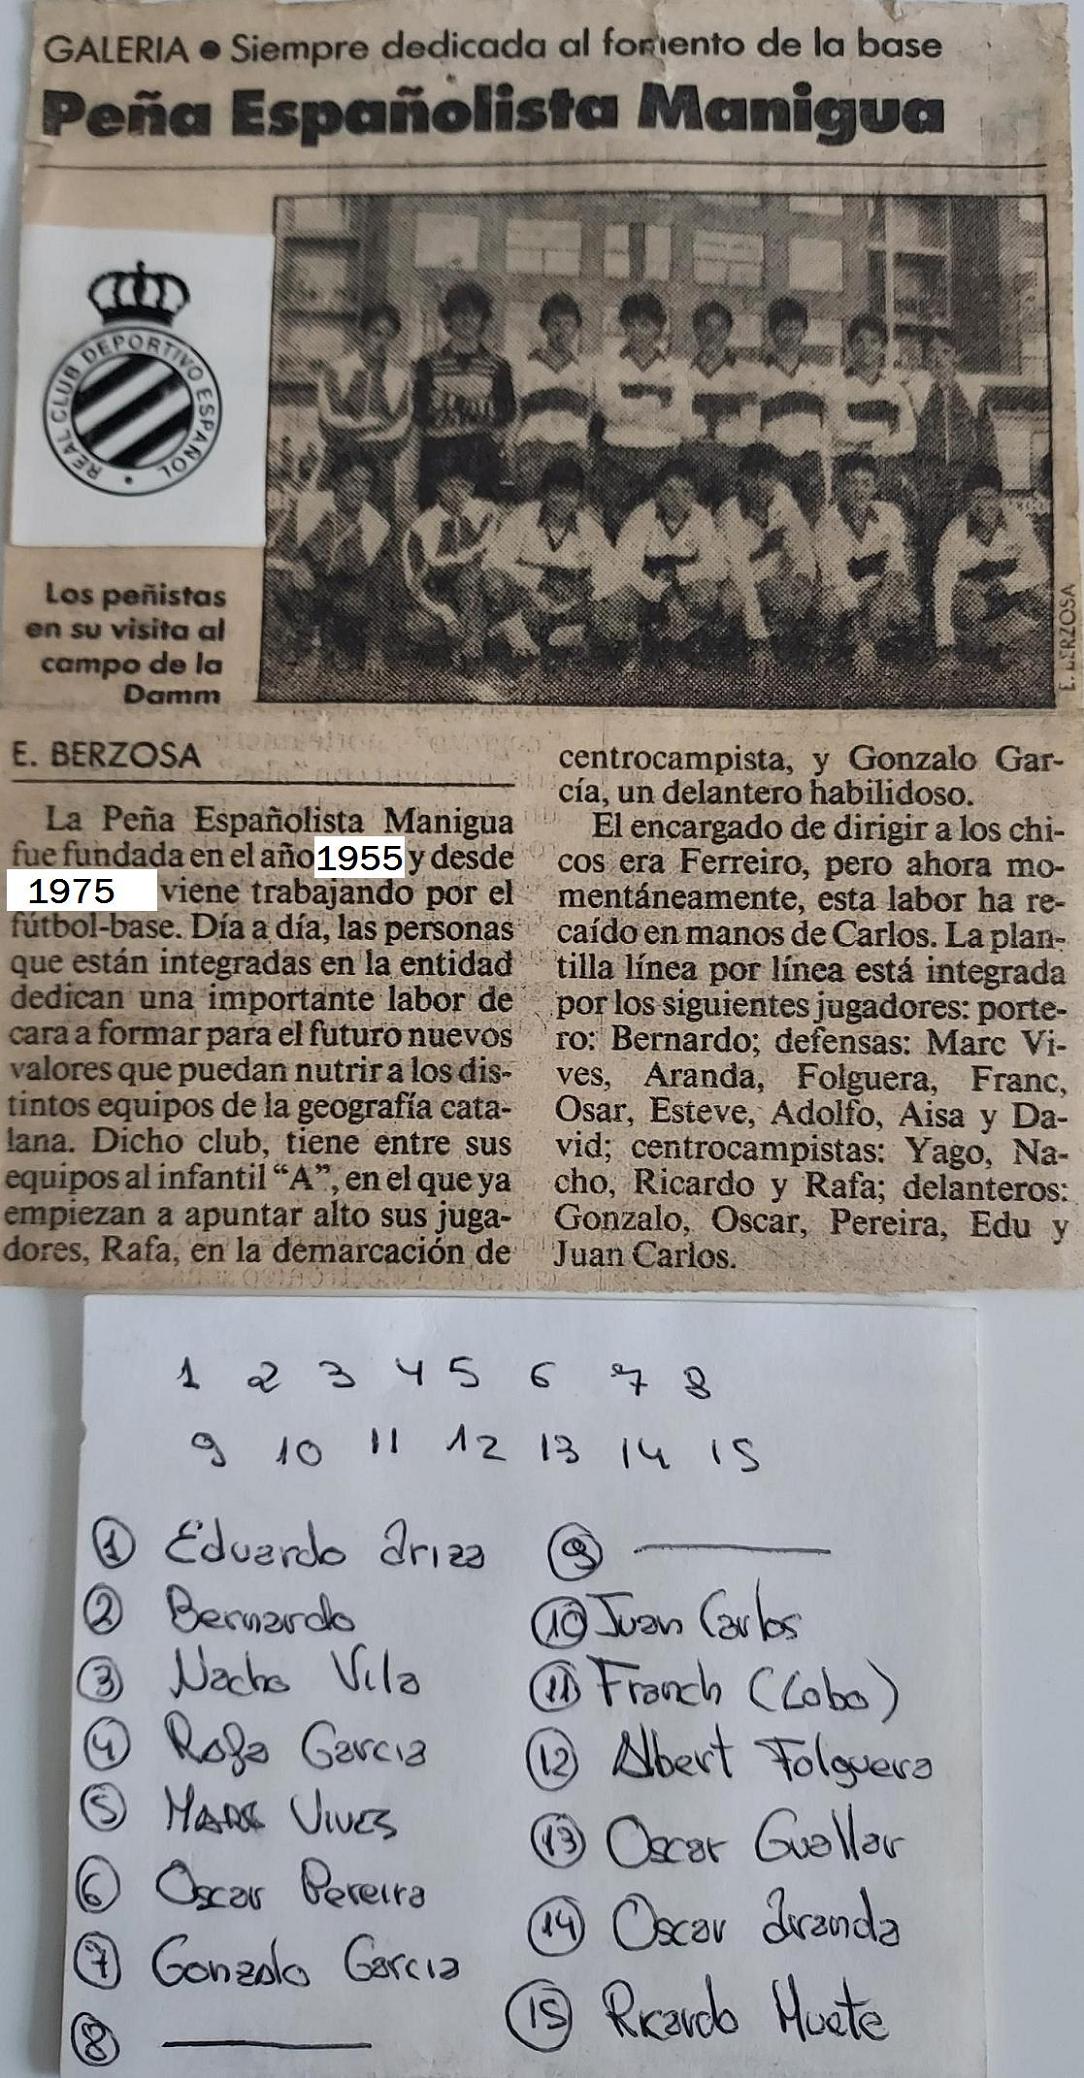 GALERIA ● Siempre dedicada al fomento de la base
Peña Españolista Manigua
REAL CLUB DEPORTIVO ESPAÑOL
Los peñistas
en su visita al
campo de la
Damm
E. BERZOSA
E. BERZOSA
La Peña Españolista Manigua
fue fundada en el año 1955 y desde
1975 viene trabajando por el
fútbol-base. Día a día, las personas
que están integradas en la entidad
dedican una importante labor de
cara a formar para el futuro nuevos
valores que puedan nutrir a los dis-
tintos equipos de la geografía cata-
lana. Dicho club, tiene entre sus
equipos al infantil “A”, en el que ya
empiezan a apuntar alto sus juga-
dores, Rafa, en la demarcación de
centrocampista, y Gonzalo Gar-
cía, un delantero habilidoso.
El encargado de dirigir a los chi-
cos era Ferreiro, pero ahora mo-
mentáneamente, esta labor ha re-
caído en manos de Carlos. La plan-
tilla línea por línea está integrada
por los siguientes jugadores: porte-
ro: Bernardo; defensas: Marc Vi-
ves, Aranda, Folguera, Franc,
Osar, Esteve, Adolfo, Aisa y Da-
vid; centrocampistas: Yago, Na-
cho, Ricardo y Rafa; delanteros:
Gonzalo, Oscar, Pereira, Edu y
Juan Carlos.
1 2 3 4 5 6 7 8
9 10 11 12 13 14 15
1 Eduardo Ariza
2 Bernardo
3 Nacho Vila
4 Rafa Garcia
5 MARC VIVES
6 Oscar Pereira
7 Gonzalo Garcia
8
9
10 Juan Carlos
11 Franch (Lobo)
12 Albert Folguera
13 Oscar Guallar
14 Oscar Aranda
15 Ricardo Huete